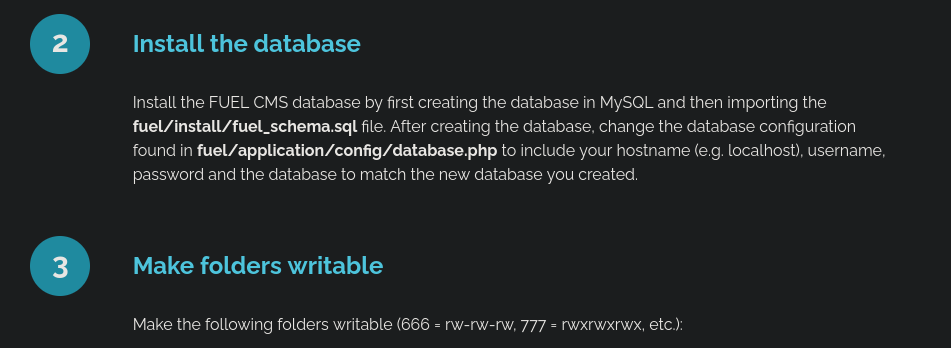 2
Install the database
Install the FUEL CMS database by first creating the database in MySQL and then importing the
fuel/install/fuel_schema.sql file. After creating the database, change the database configuration
found in fuel/application/config/database.php to include your hostname (e.g. localhost), username,
password and the database to match the new database you created.
3
Make folders writable
Make the following folders writable (666 = rw-rw-rw, 777 = rwxrwxrwx, etc.):